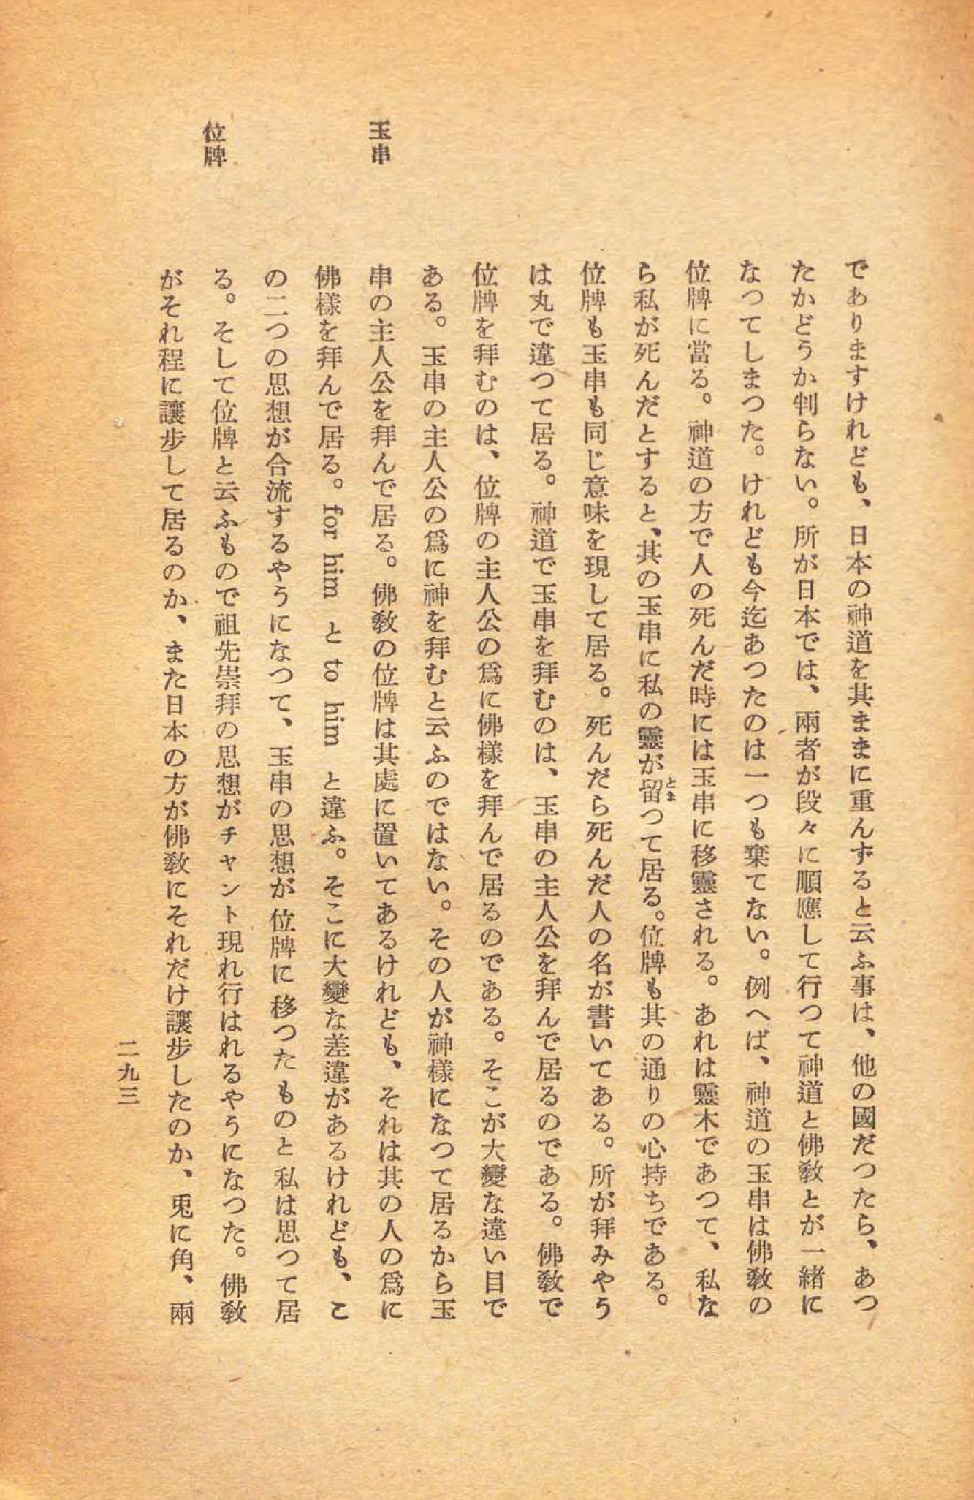 でありますけれども、日本の神道を其ままに重んずると云ふ事は、他の國だつたら、あつ
たかどうか判らない。所が日本では、兩者が段々に順應して行つて神道と佛敎とが一緒に
なつてしまつた。けれども今迄あつたのは一つも棄てない。例へば、神道の玉串は佛敎の
位牌に當る。神道の方で人の死んだ時には玉串に移靈される。あれは靈木であつて、私な
ら私が死んだとすると、其の玉串に私の靈が留つて居る。位牌も其の通りの心持ちである。
とま
位牌も玉串も同じ意味を現して居る。死んだら死んだ人の名が書いてある。所が拜みやう
は丸で違つて居る。神道で玉串を拜むのは、玉串の主人公を拜んで居るのである。佛敎で
位牌を拜むのは、位牌の主人公の爲に佛樣を拜んで居るのである。そこが大變な違い目で
ある。玉串の主人公の爲に神を拜むと云ふのではない。その人が神樣になつて居るから玉
玉串
串の主人公を拜んで居る。佛敎の位牌は其處に置いてあるけれども、それは其の人の爲に
佛樣を拜んで居る。for him と to him と違ふ。そこに大變な差違があるけれども、こ
の二つの思想が合流するやうになつて、玉串の思想が位牌に移つたものと私は思つて居
位牌
る。そして位牌と云ふもので祖先崇拜の思想がチャント現れ行はれるやうになつた。佛敎
がそれ程に讓步して居るのか、また日本の方が佛敎にそれだけ讓步したのか、兎に角、兩
二九三